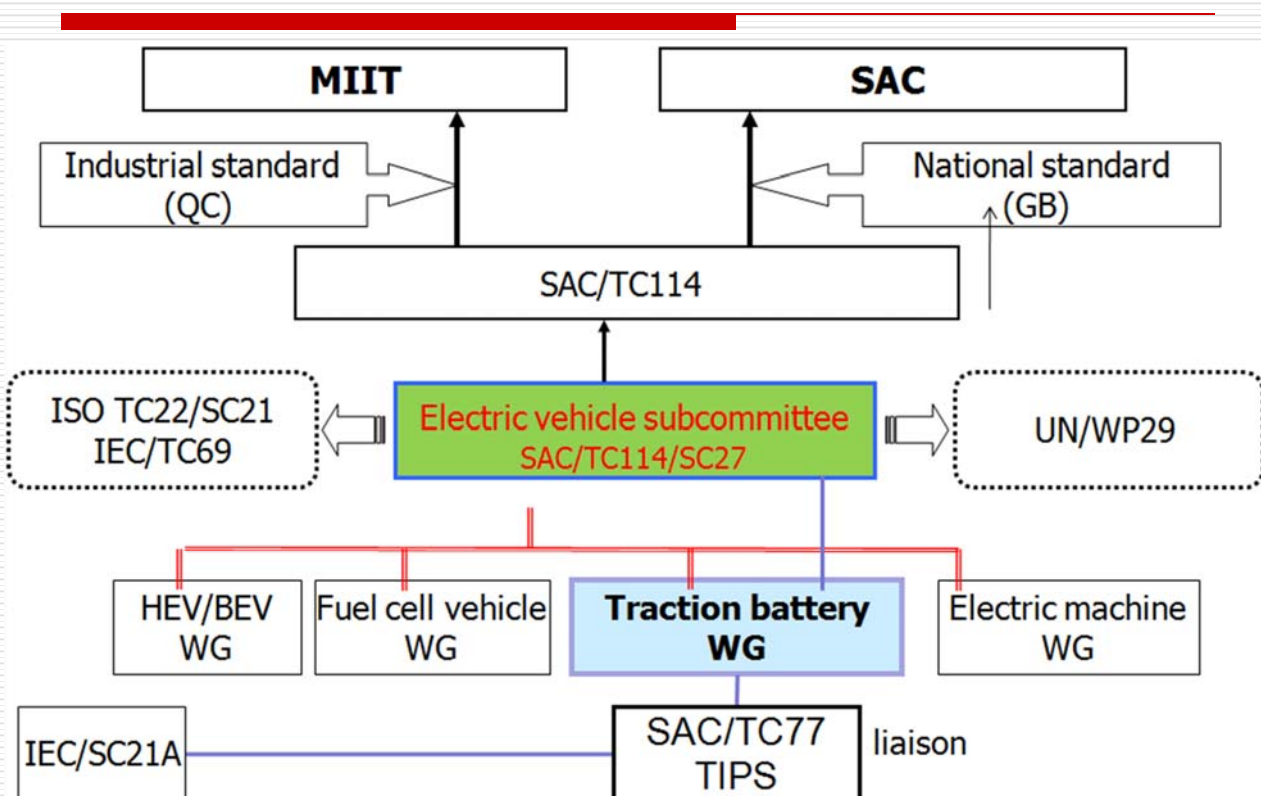 MIIT
SAC
Industrial standard
(QC)
National standard
(GB)
SAC/TC114
ISO TC22/SC21
IEC/TC69
Electric vehicle subcommittee
SAC/TC114/SC27
UN/WP29
HEV/BEV
WG
Fuel cell vehicle
WG
Traction battery
WG
Electric machine
WG
IEC/SC21A
SAC/TC77
TIPS
liaison